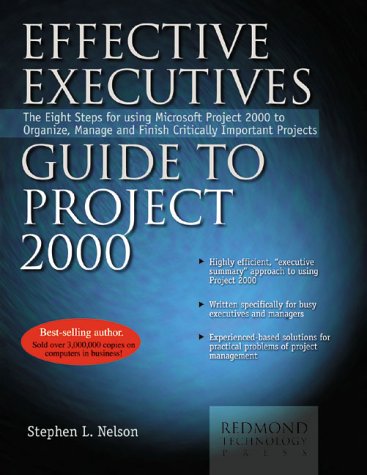 EFFECTIVE
EXECUTIVES
The Eight Steps for using Microsoft Project 2000 to
Organize, Manage and Finish Critically Important Projects
GUIDE TO
PROJECT
2000
Highly efficient, "executive
summary" approach to using
Project 2000
Written specifically for busy
executives and managers
Experienced-based solutions for
practical problems of project
management
Best-selling author.
Sold over 3,000,000 copies on
computers in business!
Stephen L. Nelson
REDMOND
TECHNOLOGY
PRESS